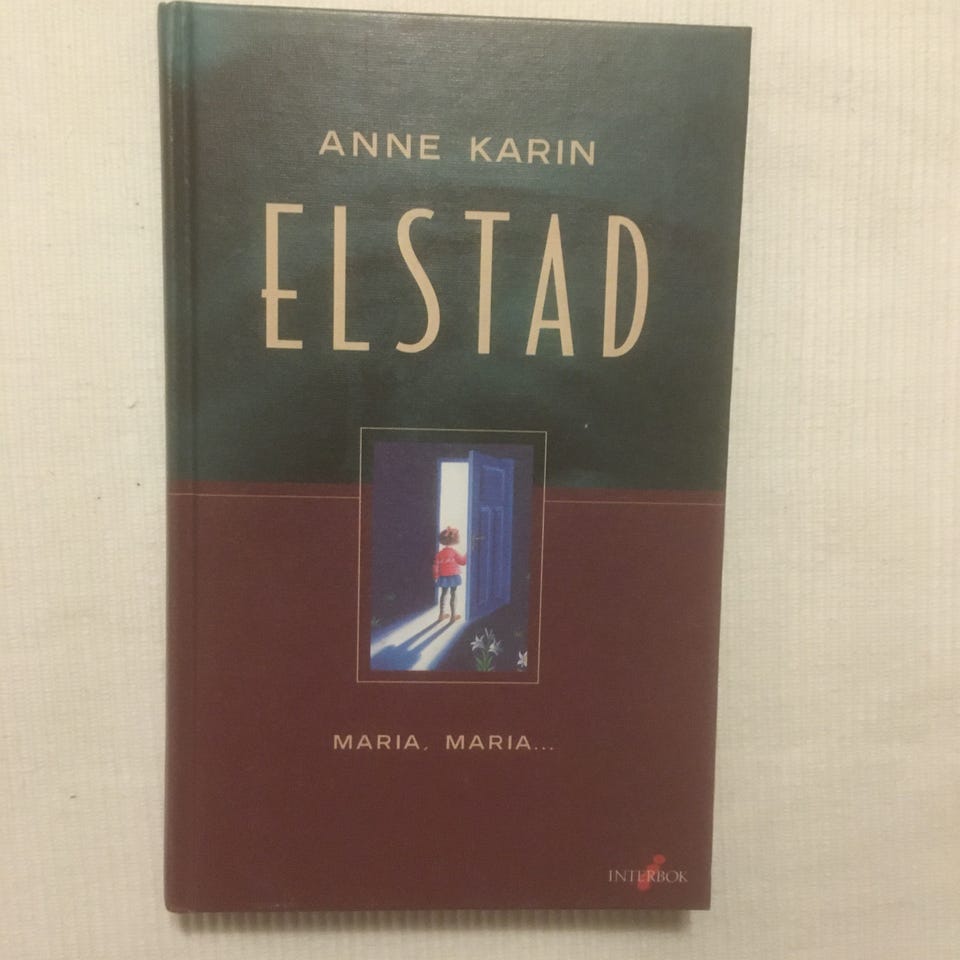 ANNE KARIN
ELSTAD
MARIA, MARIA...
INTERBOK